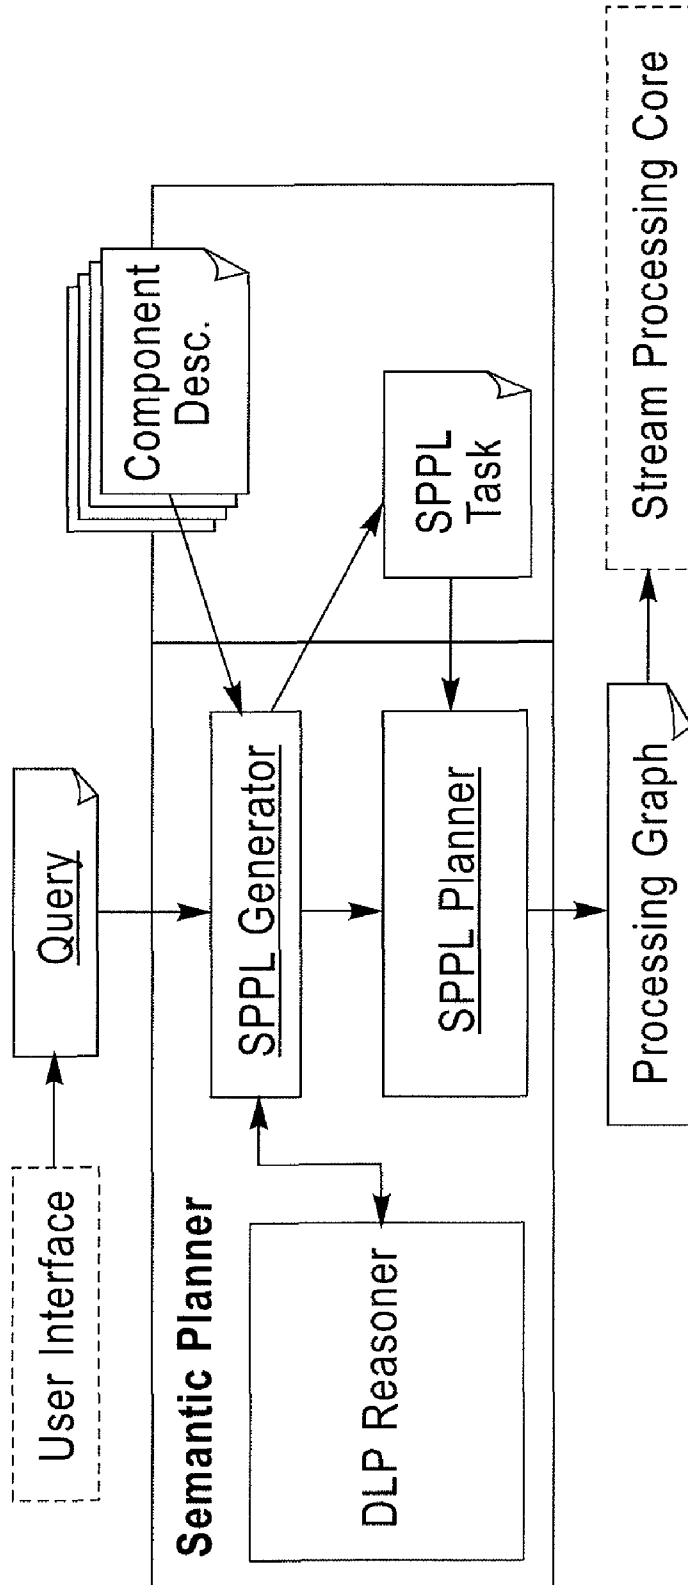 User Interface
Query
Semantic Planner
Component
Desc.
SPPL Generator
DLP Reasoner
SPPL
Task
SPPL Planner
Processing Graph
Stream Processing Core